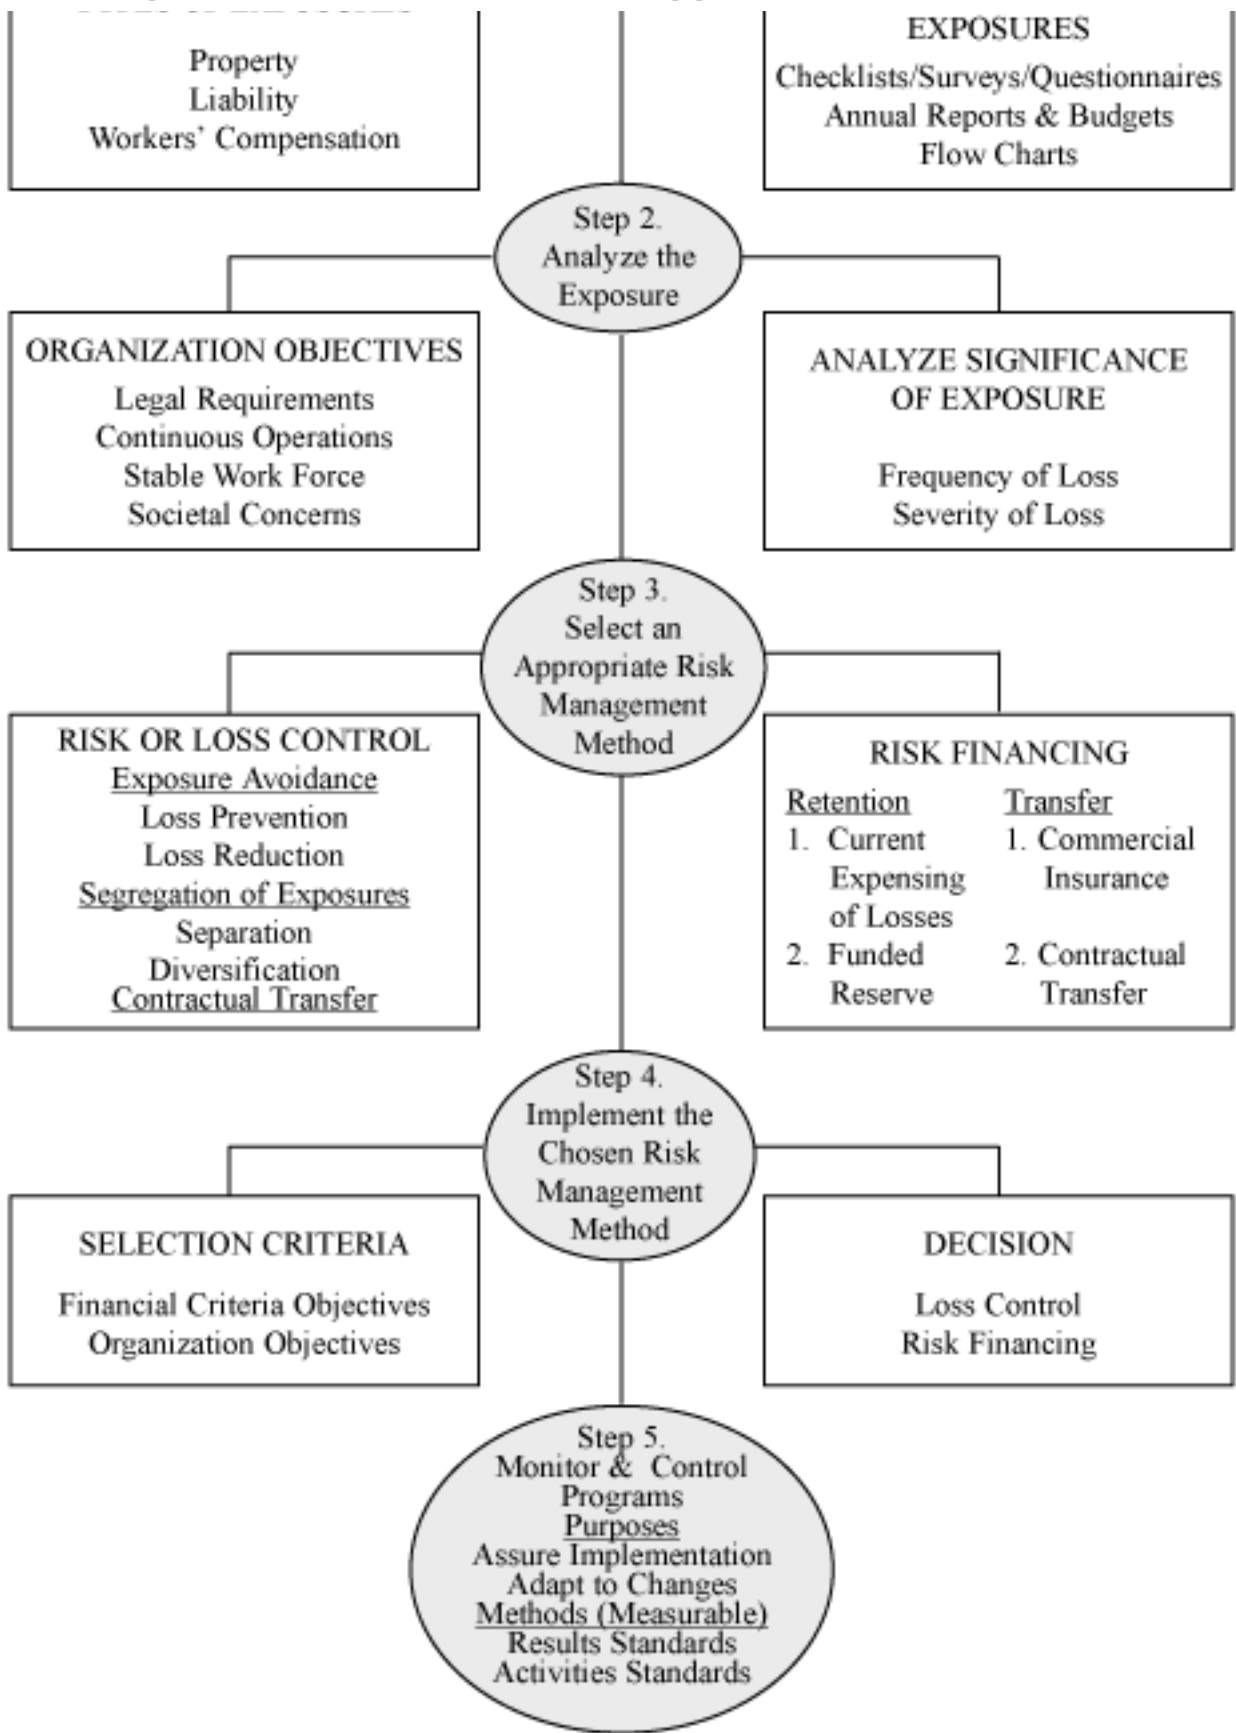 Property
Liability
Workers' Compensation
EXPOSURES
Checklists/Surveys/Questionnaires
Annual Reports & Budgets
Flow Charts
Step 2.
Analyze the
Exposure
ORGANIZATION OBJECTIVES
Legal Requirements
Continuous Operations
Stable Work Force
Societal Concerns
ANALYZE SIGNIFICANCE
OF EXPOSURE
Frequency of Loss
Severity of Loss
Step 3.
Select an
Appropriate Risk
Management
Method
RISK OR LOSS CONTROL
Exposure Avoidance
Loss Prevention
Loss Reduction
Segregation of Exposures
Separation
Diversification
Contractual Transfer
RISK FINANCING
Retention
1. Current
Expensing
of Losses
2. Funded
Reserve
Transfer
1. Commercial
Insurance
2. Contractual
Transfer
Step 4.
Implement the
Chosen Risk
Management
Method
SELECTION CRITERIA
Financial Criteria Objectives
Organization Objectives
DECISION
Loss Control
Risk Financing
Step 5.
Monitor & Control
Programs
Purposes
Assure Implementation
Adapt to Changes
Methods (Measurable)
Results Standards
Activities Standards